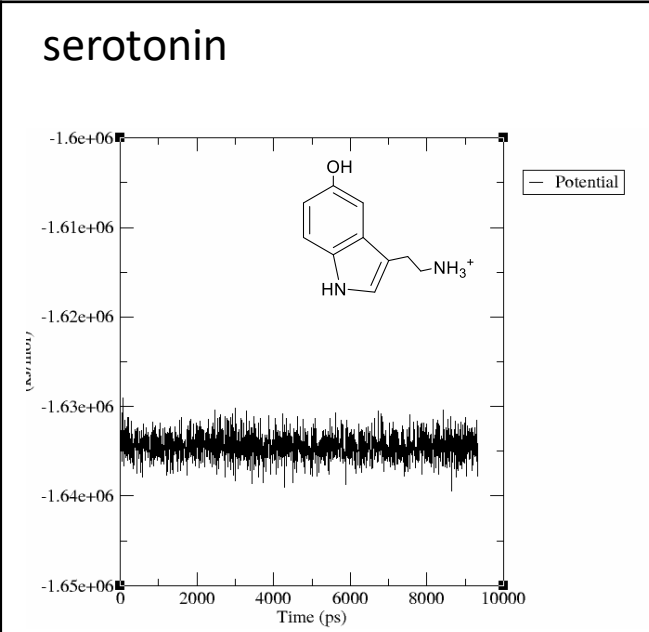 serotonin
-1.6e+06
OH
Potential
-1.61e+06
NH3+
HN
-1.62e+06
-1.63e+06
-1.64e+06
-1.65e+06
0 2000 4000 6000 8000 10000
Time (ps)